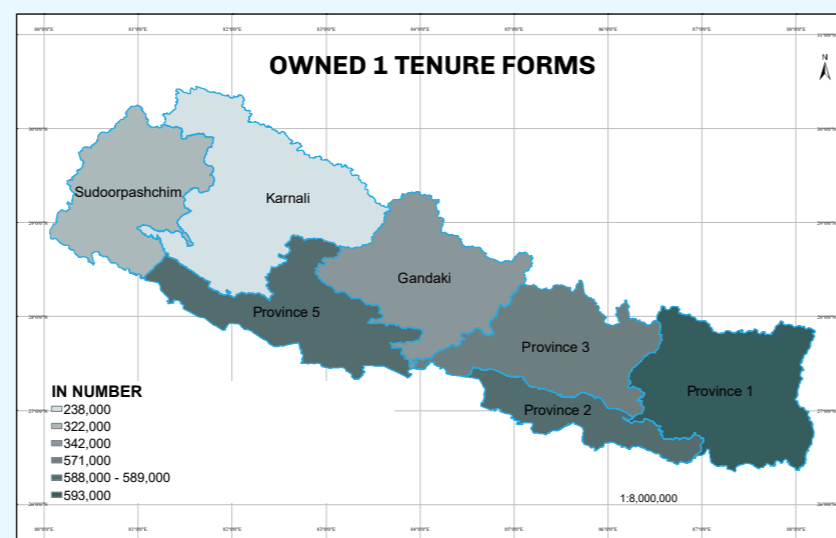 OWNED 1 TENURE FORMS
N
Sudoorpashchim
Karnali
Gandaki
Province 5
Province 3
Province 1
Province 2
IN NUMBER
238,000
322,000
342,000
571,000
588,000 - 589,000
593,000
1:8,000,000